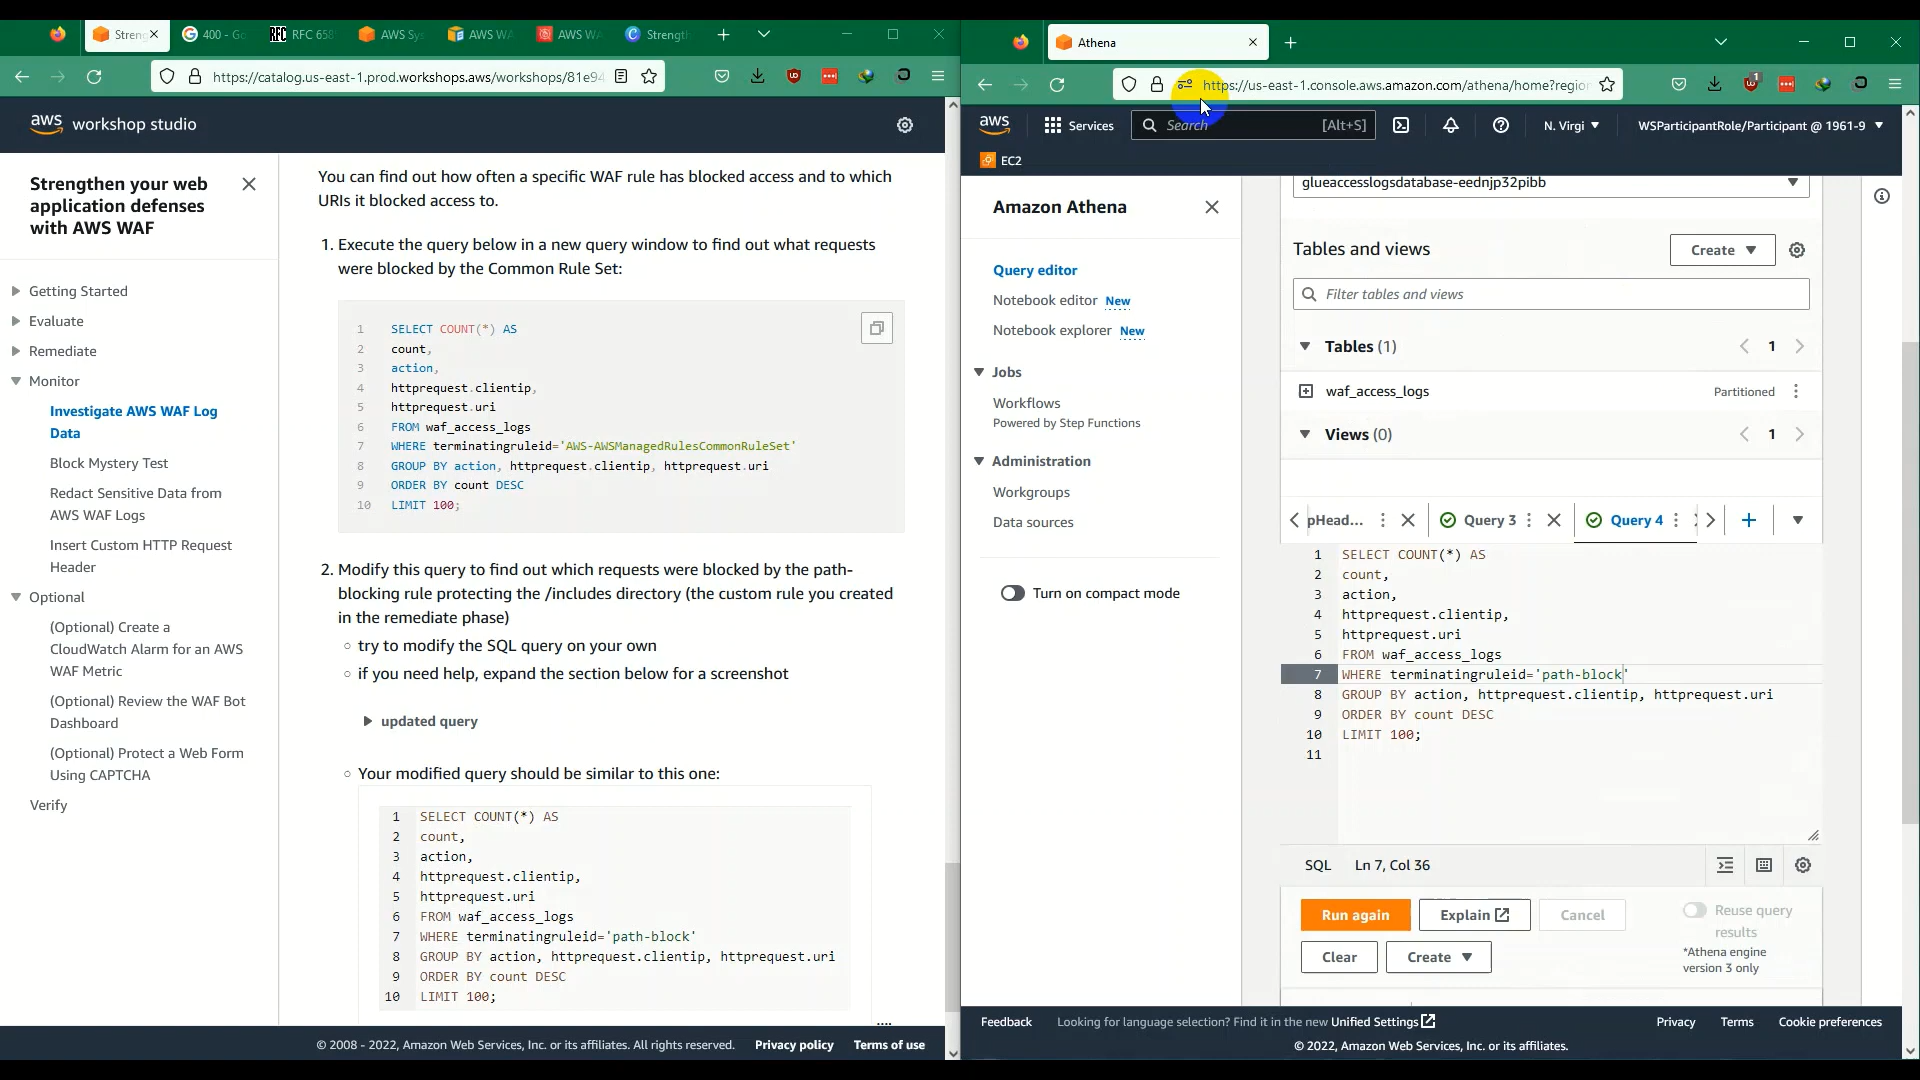 Streng
400 - Go
RFC RFC 658
AWS Sy
AWS WA
AWS WA
Strength
https://catalog.us-east-1.prod.workshops.aws/workshops/81e94
aws workshop studio
Strengthen your web
application defenses
with AWS WAF
Getting Started
Evaluate
Remediate
Monitor
Investigate AWS WAF Log
Data
Block Mystery Test
Redact Sensitive Data from
AWS WAF Logs
Insert Custom HTTP Request
Header
Optional
(Optional) Create a
CloudWatch Alarm for an AWS
WAF Metric
(Optional) Review the WAF Bot
Dashboard
(Optional) Protect a Web Form
Using CAPTCHA
Verify
You can find out how often a specific WAF rule has blocked access and to which
URIs it blocked access to.
1. Execute the query below in a new query window to find out what requests
were blocked by the Common Rule Set:
1 SELECT COUNT(*) AS
2 count,
3 action,
4 httprequest.clientip,
5 httprequest.uri
6 FROM waf_access_logs
7 WHERE terminatingruleid='AWS-AWSManagedRulesCommonRuleSet'
8 GROUP BY action, httprequest.clientip, httprequest.uri
9 ORDER BY count DESC
10 LIMIT 100;
2. Modify this query to find out which requests were blocked by the path-
blocking rule protecting the /includes directory (the custom rule you created
in the remediate phase)
try to modify the SQL query on your own
if you need help, expand the section below for a screenshot
updated query
Your modified query should be similar to this one:
1 SELECT COUNT(*) AS
2 count,
3 action,
4 httprequest.clientip,
5 httprequest.uri
6 FROM waf_access_logs
7 WHERE terminatingruleid='path-block'
8 GROUP BY action, httprequest.clientip, httprequest.uri
9 ORDER BY count DESC
10 LIMIT 100;
© 2008 - 2022, Amazon Web Services, Inc. or its affiliates. All rights reserved. Privacy policy Terms of use
Athena
https://us-east-1.console.aws.amazon.com/athena/home?region
aws Services Search [Alt+S] N. Virgi WSParticipantRole/Participant @ 1961-9
EC2
Amazon Athena
Query editor
Notebook editor New
Notebook explorer New
Jobs
Workflows
Powered by Step Functions
Administration
Workgroups
Data sources
Turn on compact mode
glueaccesslogsdatabase-eednjp32pibb
Tables and views Create
Filter tables and views
Tables (1) 1
waf_access_logs Partitioned
Views (0) 1
pHead... Query 3 Query 4
1 SELECT COUNT(*) AS
2 count,
3 action,
4 httprequest.clientip,
5 httprequest.uri
6 FROM waf_access_logs
7 WHERE terminatingruleid='path-block'
8 GROUP BY action, httprequest.clientip, httprequest.uri
9 ORDER BY count DESC
10 LIMIT 100;
11
SQL Ln 7, Col 36
Run again Explain Cancel
Reuse query
results
*Athena engine
version 3 only
Clear Create
Feedback Looking for language selection? Find it in the new Unified Settings Privacy Terms Cookie preferences
© 2022, Amazon Web Services, Inc. or its affiliates.